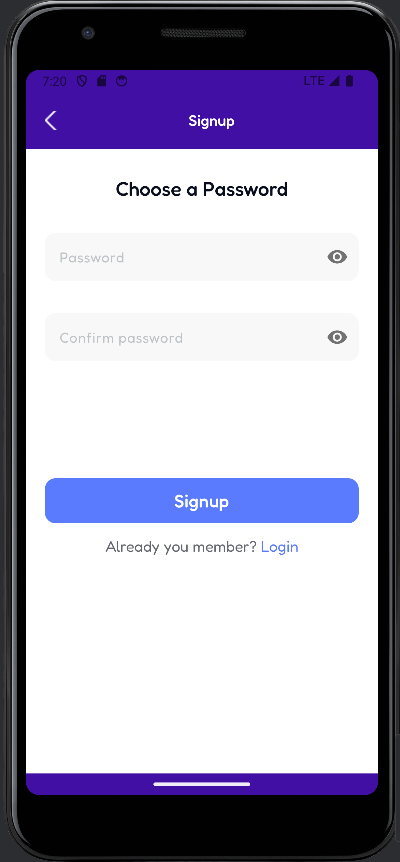 7:20 LTE
Signup
Choose a Password
Password
Confirm password
Signup
Already you member? Login